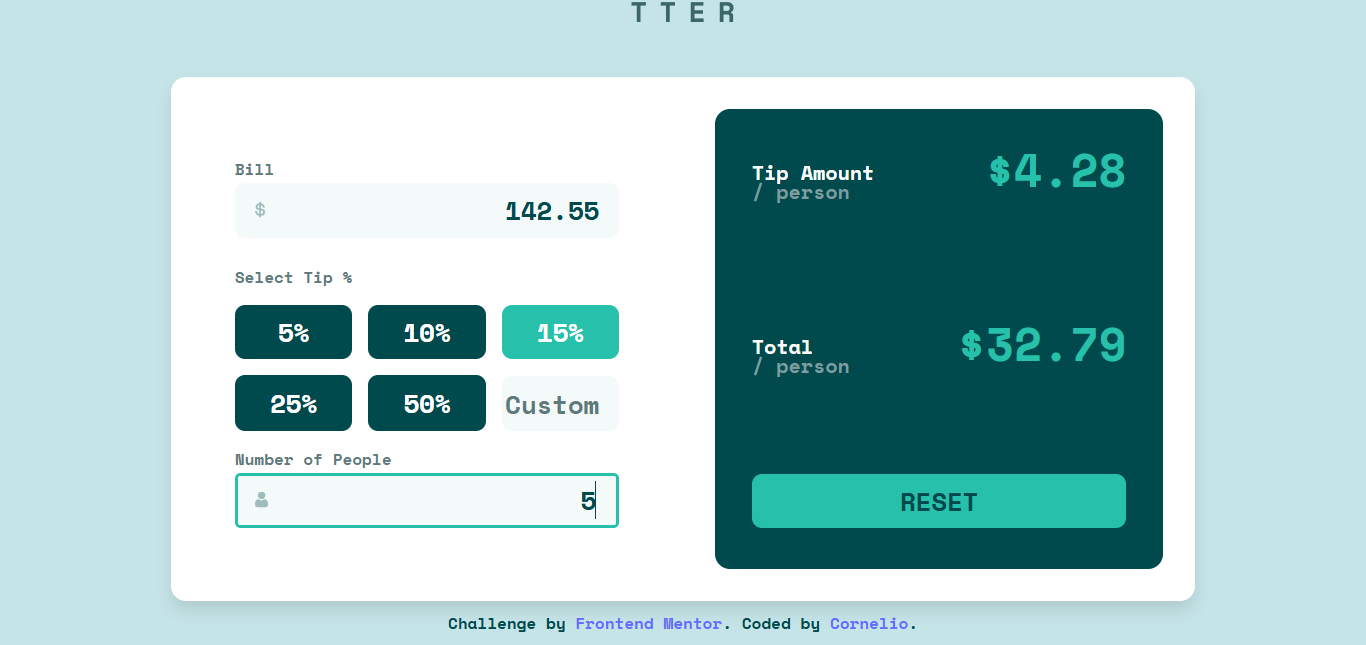 TTER
Bill
$ 142.55
Select Tip %
5% 10% 15%
25% 50% Custom
Number of People
5
Tip Amount
/ person
$4.28
Total
/ person
$32.79
RESET
Challenge by Frontend Mentor. Coded by Cornelio.